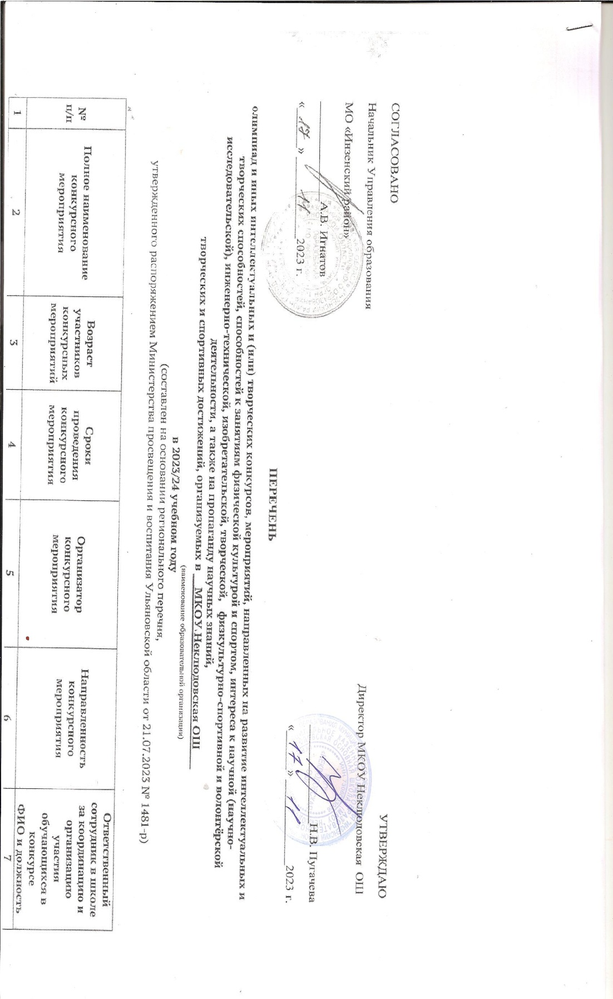 СОГЛАСОВАНО
Начальник Управления образования
МО «Инзенский район»
А.В. Игнатов
« 17 » 11 2023 г.
УТВЕРЖДАЮ
Директор МКОУ Неклюдовская ОШ
Н.В. Пугачева
« 17 » 11 2023 г.
ПЕРЕЧЕНЬ
олимпиад и иных интеллектуальных и (или) творческих конкурсов, мероприятий, направленных на развитие интеллектуальных и
творческих способностей, способностей к занятиям физической культурой и спортом, интереса к научной (научно-
исследовательской), инженерно-технической, изобретательской, творческой, физкультурно-спортивной и волонтёрской
деятельности, а также на пропаганду научных знаний,
творческих и спортивных достижений, организуемых в МКОУ Неклюдовская ОШ
(наименование образовательной организации)
в 2023/24 учебном году
(составлен на основании регионального перечня,
утвержденного распоряжением Министерства просвещения и воспитания Ульяновской области от 21.07.2023 № 1481-р)
№
п/п
Полное наименование
конкурсного
мероприятия
Возраст
участников
конкурсных
мероприятий
Сроки
проведения
конкурсного
мероприятия
Организатор
конкурсного
мероприятия
Направленность
конкурсного
мероприятия
Ответственный
сотрудник в школе
за координацию и
организацию
участия
обучающихся в
конкурсе
ФИО и должность
1 2 3 4 5 6 7